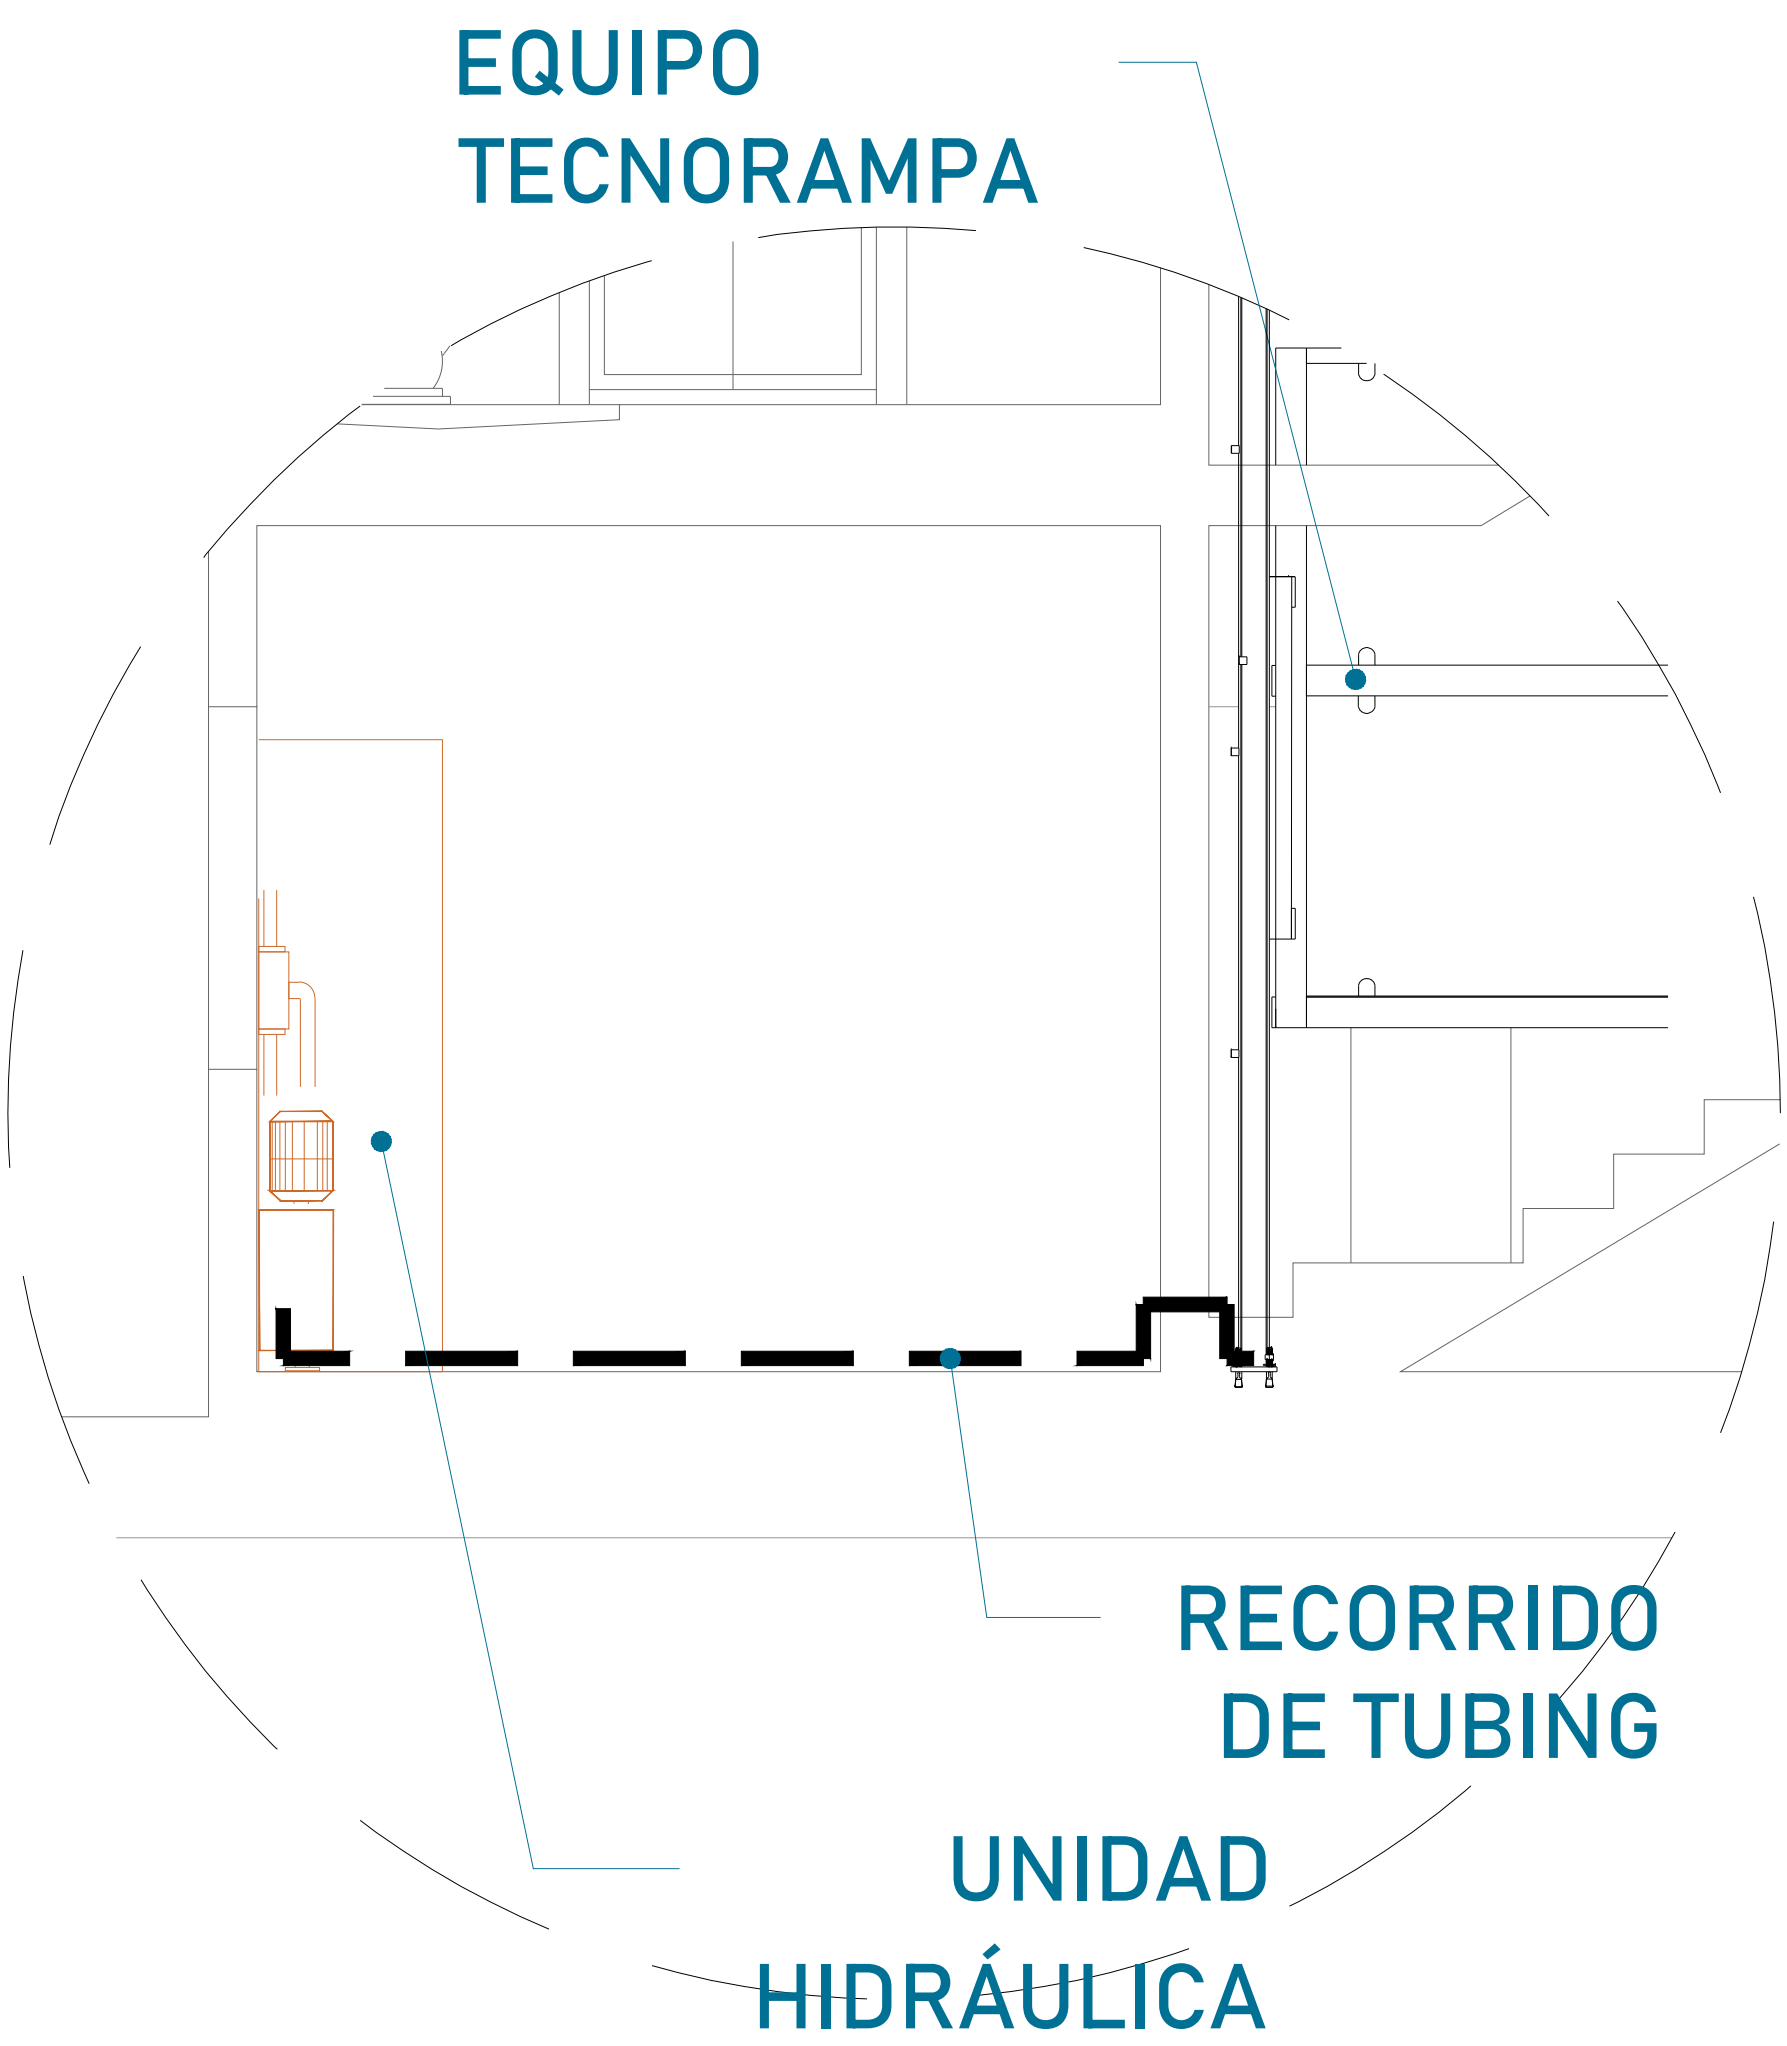 EQUIPO
TECNORAMPA
RECORRIDO
DE TUBING
UNIDAD
HIDRÁULICA